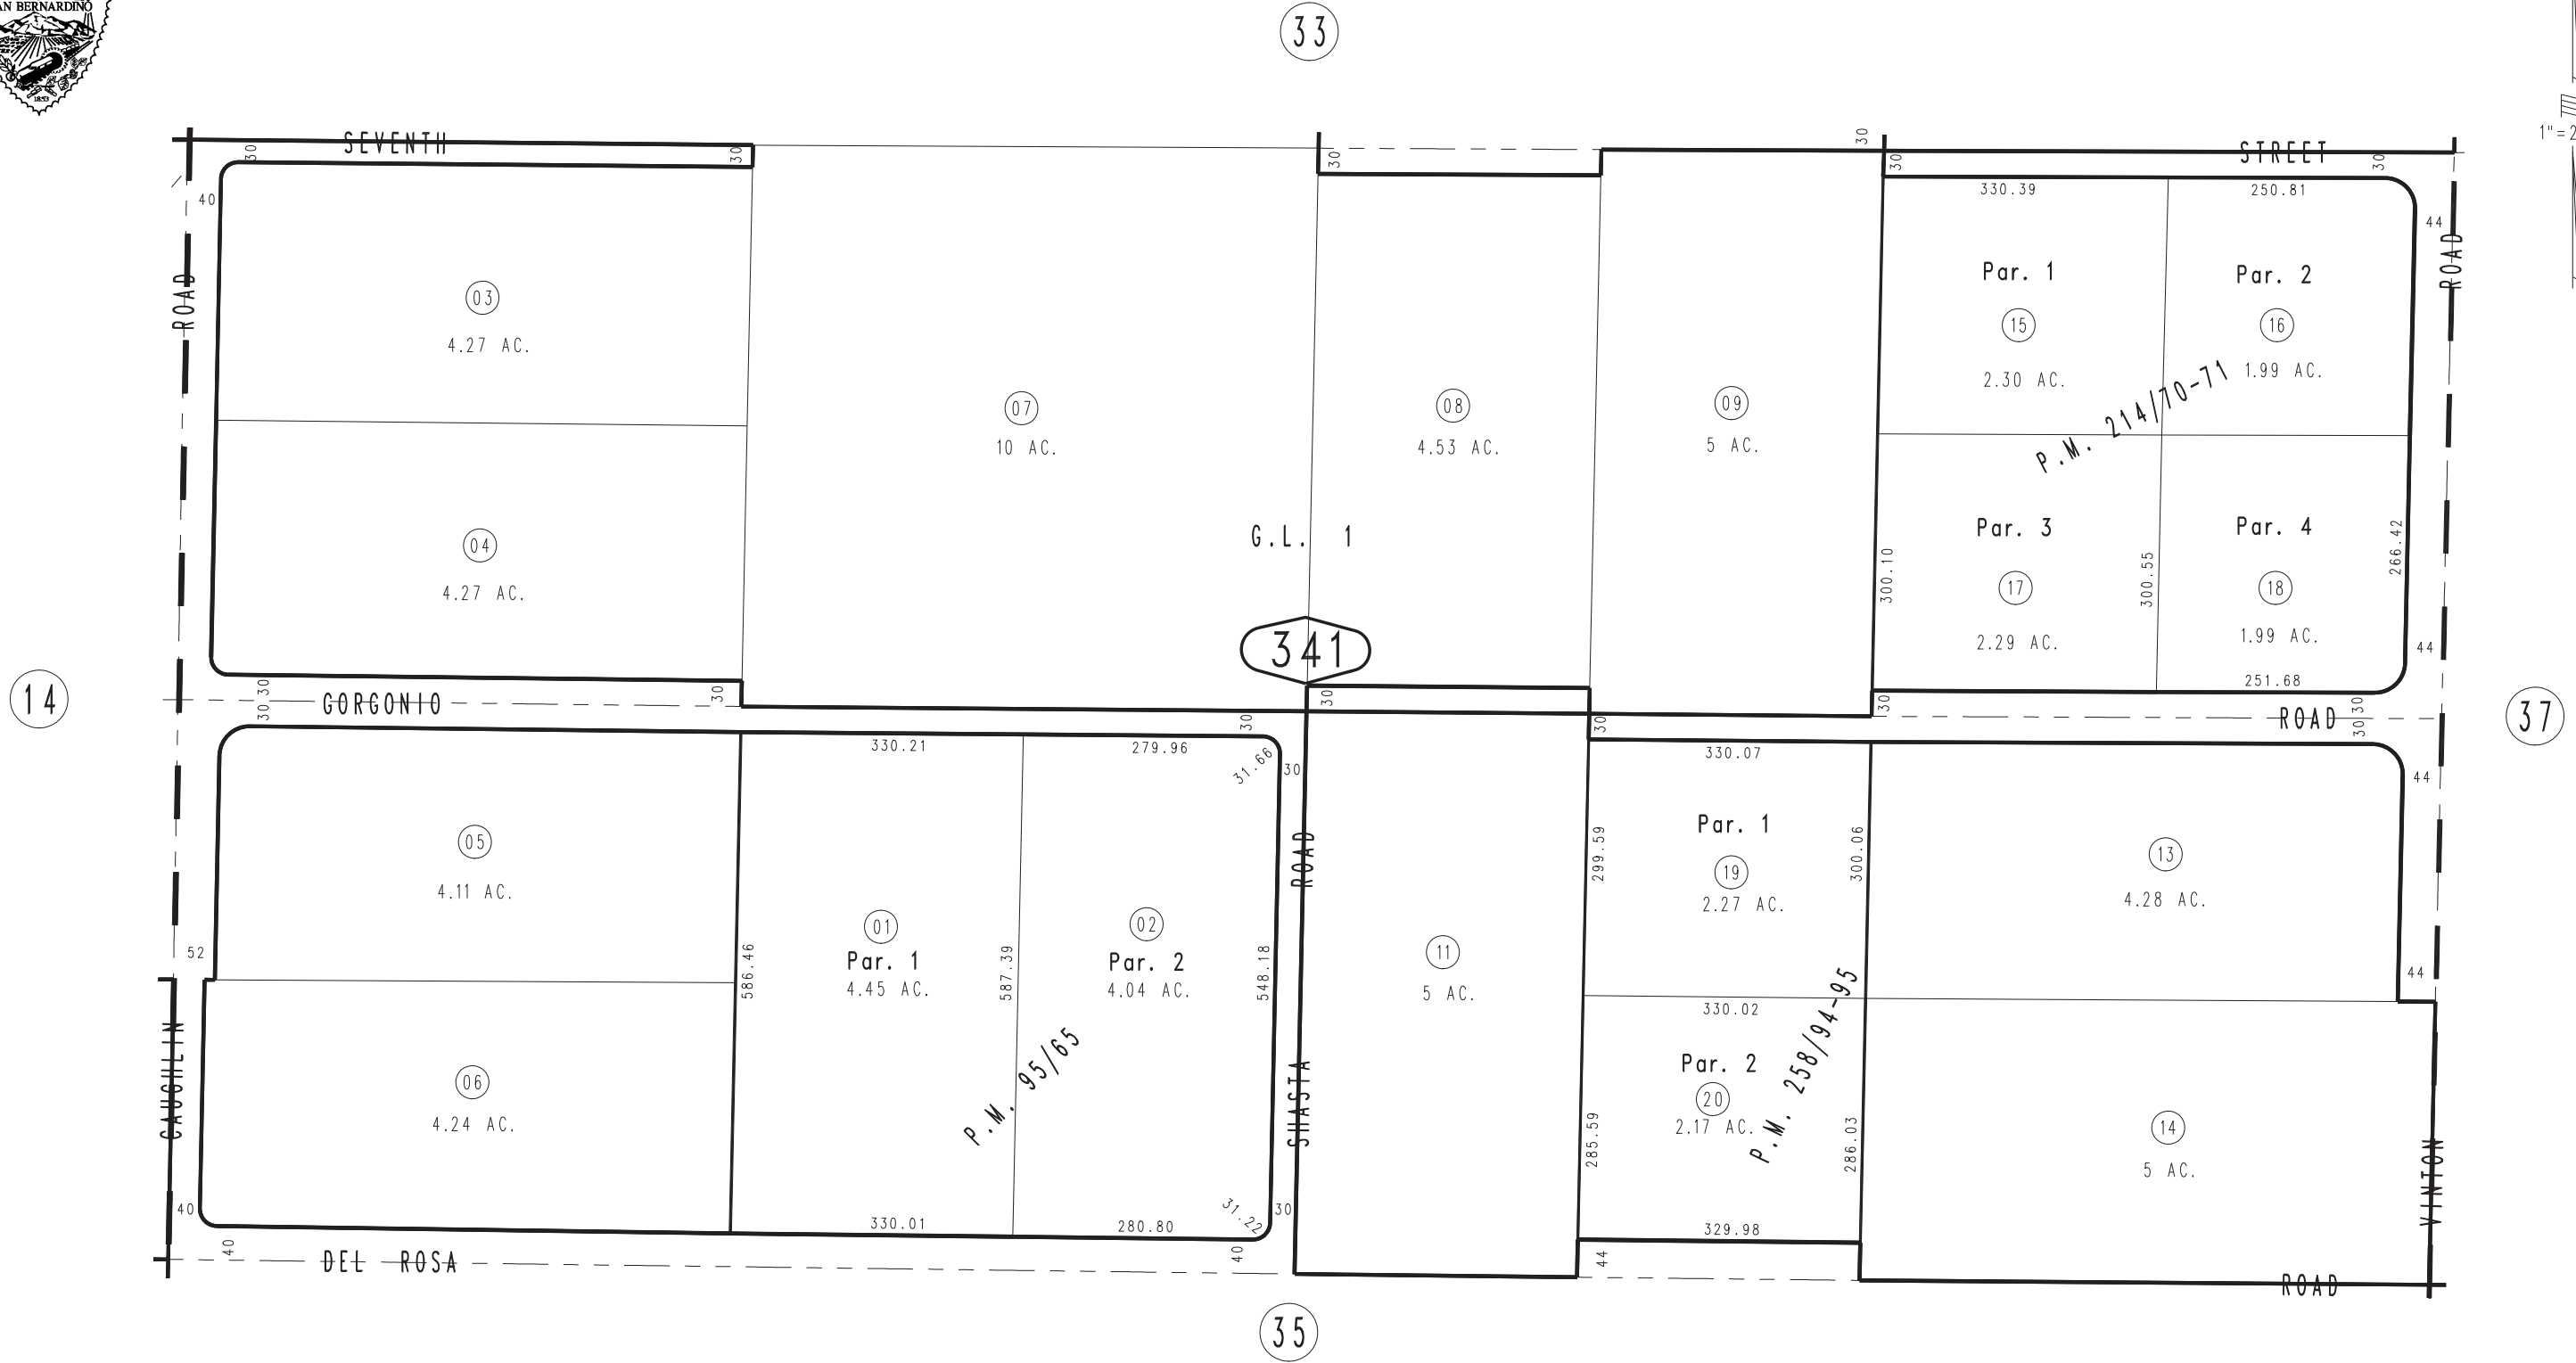 AN BERNARDINO
1853
33
1"=2
SEVENTH
STREET
30
30
30
30
30
30
40
330.39
250.81
44
ROAD
ROAD
03
4.27 AC.
07
10 AC.
08
4.53 AC.
09
5 AC.
Par. 1
15
2.30 AC.
Par. 2
16
1.99 AC.
P.M. 214/70-71
04
4.27 AC.
G.L. 1
341
Par. 3
17
2.29 AC.
Par. 4
18
1.99 AC.
300.10
300.55
266.42
44
251.68
14
37
30
30
GORGONIO
30
30
30
30
30
ROAD
30
30
330.21
279.96
31.66
30
330.07
44
05
4.11 AC.
52
01
Par. 1
4.45 AC.
02
Par. 2
4.04 AC.
586.46
587.39
548.18
P.M. 95/65
ROAD
SHASTA
11
5 AC.
Par. 1
19
2.27 AC.
299.59
300.06
13
4.28 AC.
44
330.02
Par. 2
20
2.17 AC.
285.59
286.03
P.M. 258/94-95
14
5 AC.
VINTON
CAUGHLIN
06
4.24 AC.
40
40
330.01
280.80
31.22
30
40
329.98
44
DEL ROSA
ROAD
35